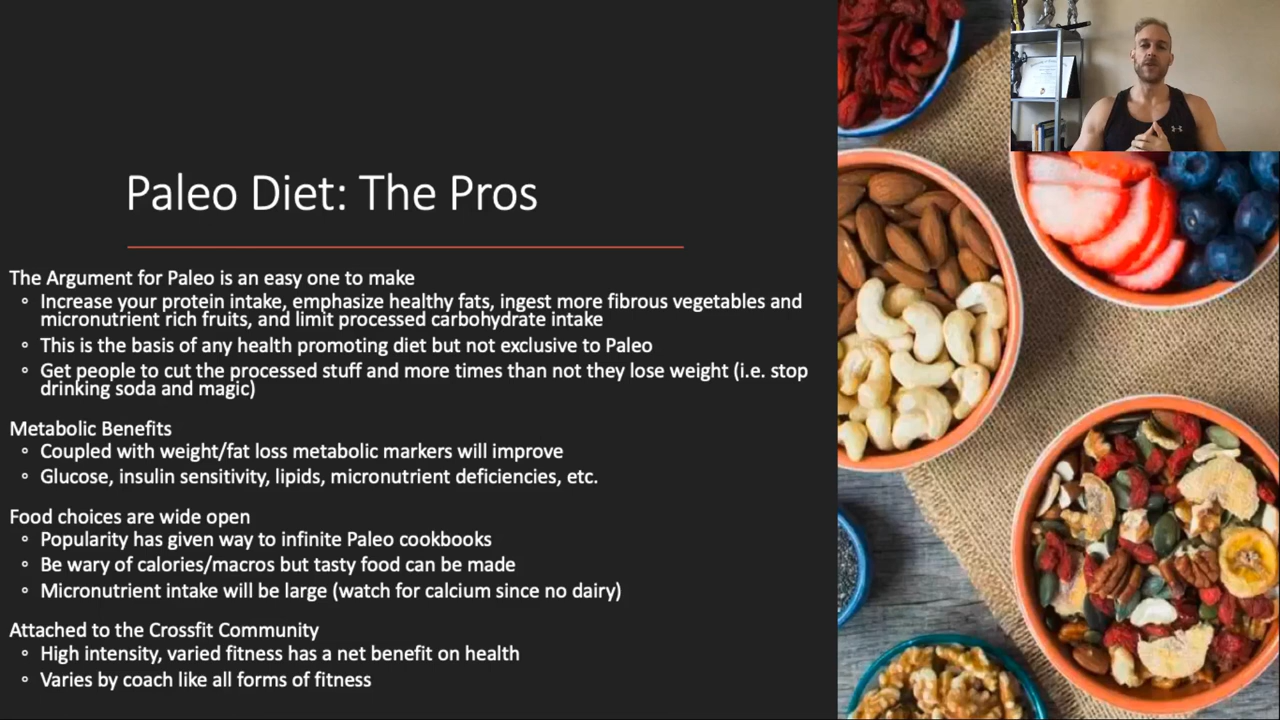 Paleo Diet: The Pros
The Argument for Paleo is an easy one to make
Increase your protein intake, emphasize healthy fats, ingest more fibrous vegetables and
micronutrient rich fruits, and limit processed carbohydrate intake
This is the basis of any health promoting diet but not exclusive to Paleo
Get people to cut the processed stuff and more times than not they lose weight (i.e. stop
drinking soda and magic)
Metabolic Benefits
Coupled with weight/fat loss metabolic markers will improve
Glucose, insulin sensitivity, lipids, micronutrient deficiencies, etc.
Food choices are wide open
Popularity has given way to infinite Paleo cookbooks
Be wary of calories/macros but tasty food can be made
Micronutrient intake will be large (watch for calcium since no dairy)
Attached to the Crossfit Community
High intensity, varied fitness has a net benefit on health
Varies by coach like all forms of fitness